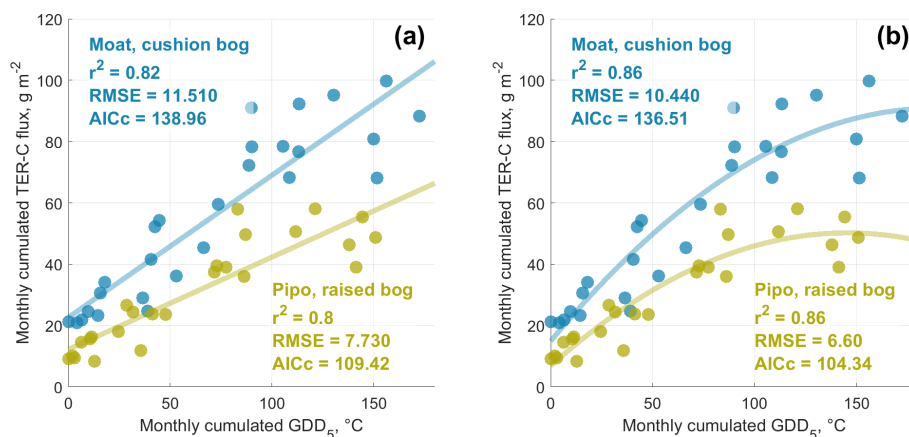 Monthly cumulated TER-C flux, g m⁻²
120
100
80
60
40
20
0
(a)
Moat, cushion bog
r² = 0.82
RMSE = 11.510
AICc = 138.96
Pipo, raised bog
r² = 0.8
RMSE = 7.730
AICc = 109.42
0 50 100 150
Monthly cumulated GDD₅, °C
Monthly cumulated TER-C flux, g m⁻²
120
100
80
60
40
20
0
(b)
Moat, cushion bog
r² = 0.86
RMSE = 10.440
AICc = 136.51
Pipo, raised bog
r² = 0.86
RMSE = 6.60
AICc = 104.34
0 50 100 150
Monthly cumulated GDD₅, °C